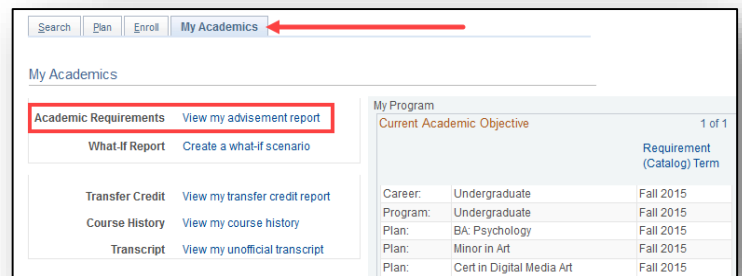 Search Plan Enroll My Academics
My Academics
Academic Requirements View my advisement report
What-If Report Create a what-if scenario
Transfer Credit View my transfer credit report
Course History View my course history
Transcript View my unofficial transcript
My Program
Current Academic Objective 1 of 1
Requirement
(Catalog) Term
Career: Undergraduate Fall 2015
Program: Undergraduate Fall 2015
Plan: BA: Psychology Fall 2015
Plan: Minor in Art Fall 2015
Plan: Cert in Digital Media Art Fall 2015